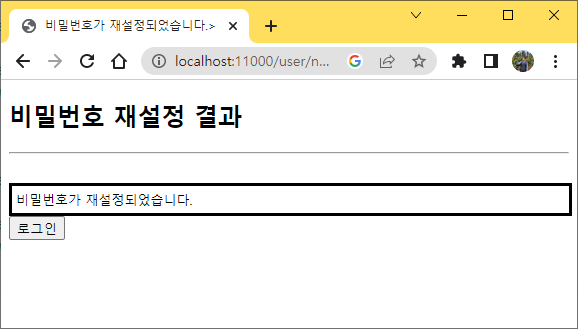 비밀번호가 재설정되었습니다.>
localhost:11000/user/n...
비밀번호 재설정 결과
비밀번호가 재설정되었습니다.
로그인